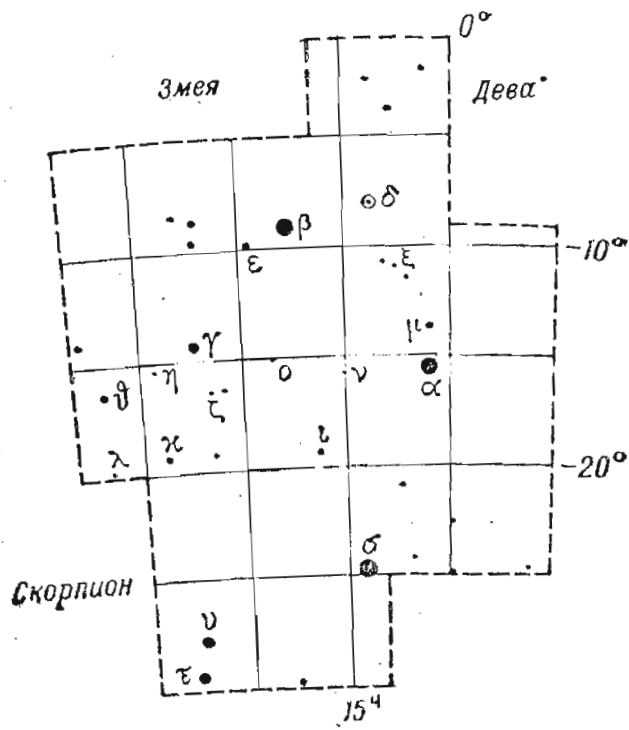 0°
Змея
Дева
δ
β
ε
ξ
-10°
μ
γ
η
ο
ν
α
θ
ζ
κ
ι
λ
-20°
σ
Скорпион
υ
τ
15ч